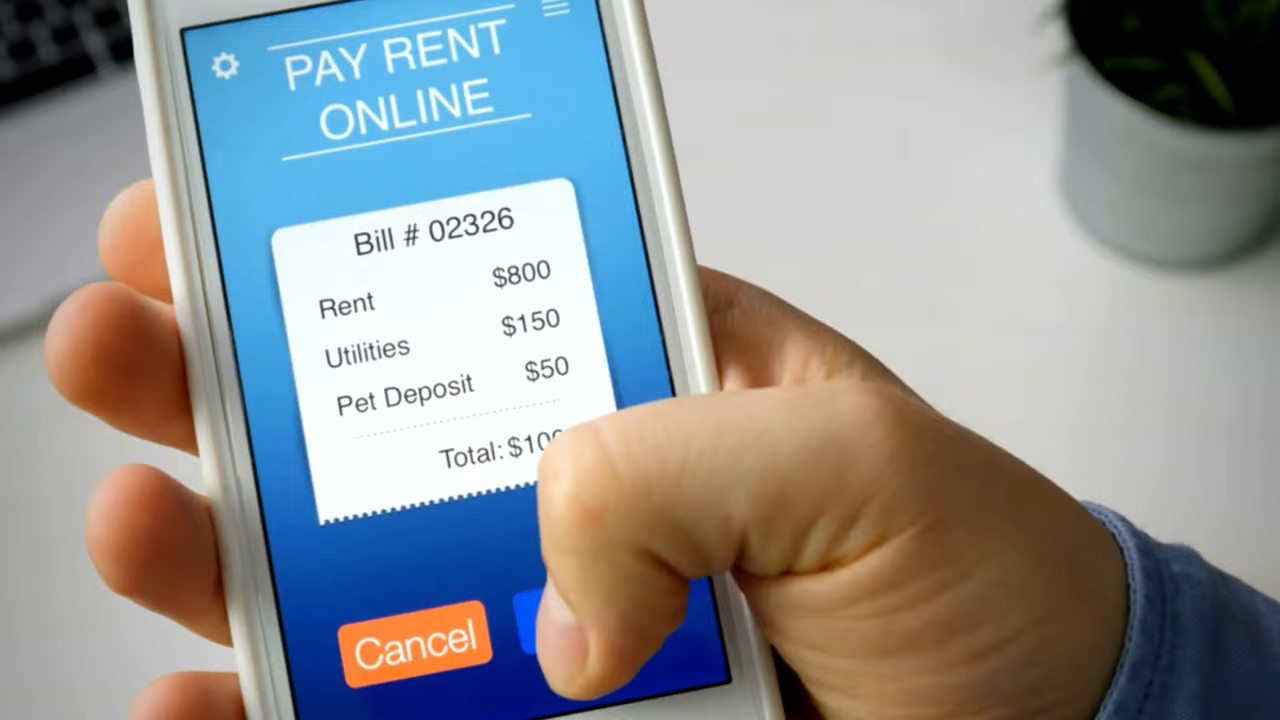 PAY RENT
ONLINE
Bill # 02326
Rent $800
Utilities $150
Pet Deposit $50
Total:
Cancel